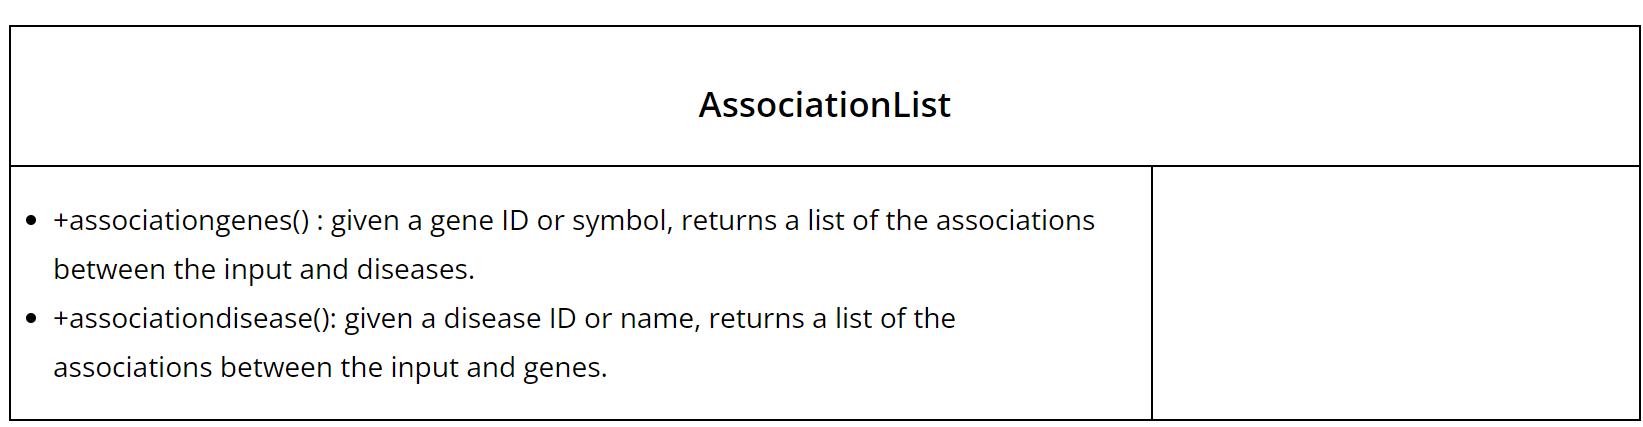 AssociationList
+associationgenes() : given a gene ID or symbol, returns a list of the associations
between the input and diseases.
+associationdisease(): given a disease ID or name, returns a list of the
associations between the input and genes.